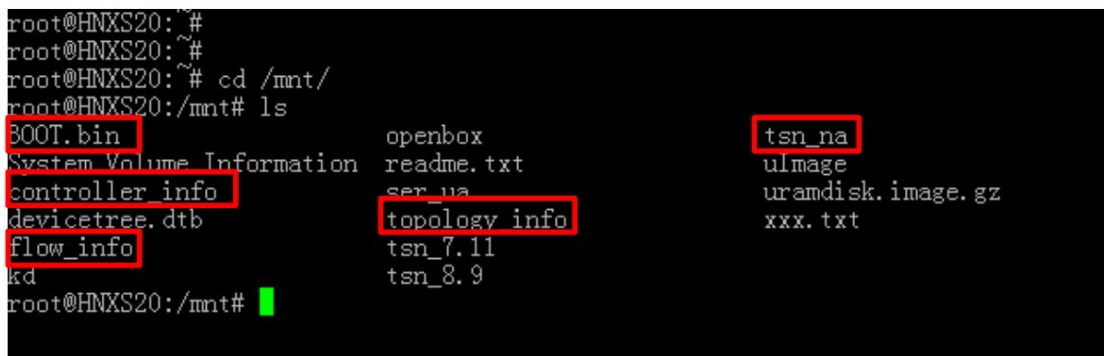 root@HNXS20:~#
root@HNXS20:~#
root@HNXS20:~# cd /mnt/
root@HNXS20:/mnt# ls
BOOT.bin openbox tsn_na
System Volume Information readme.txt uImage
controller_info ser_ua uramdisk.image.gz
devicetree.dtb topology_info xxx.txt
flow_info tsn_7.11
kd tsn_8.9
root@HNXS20:/mnt#